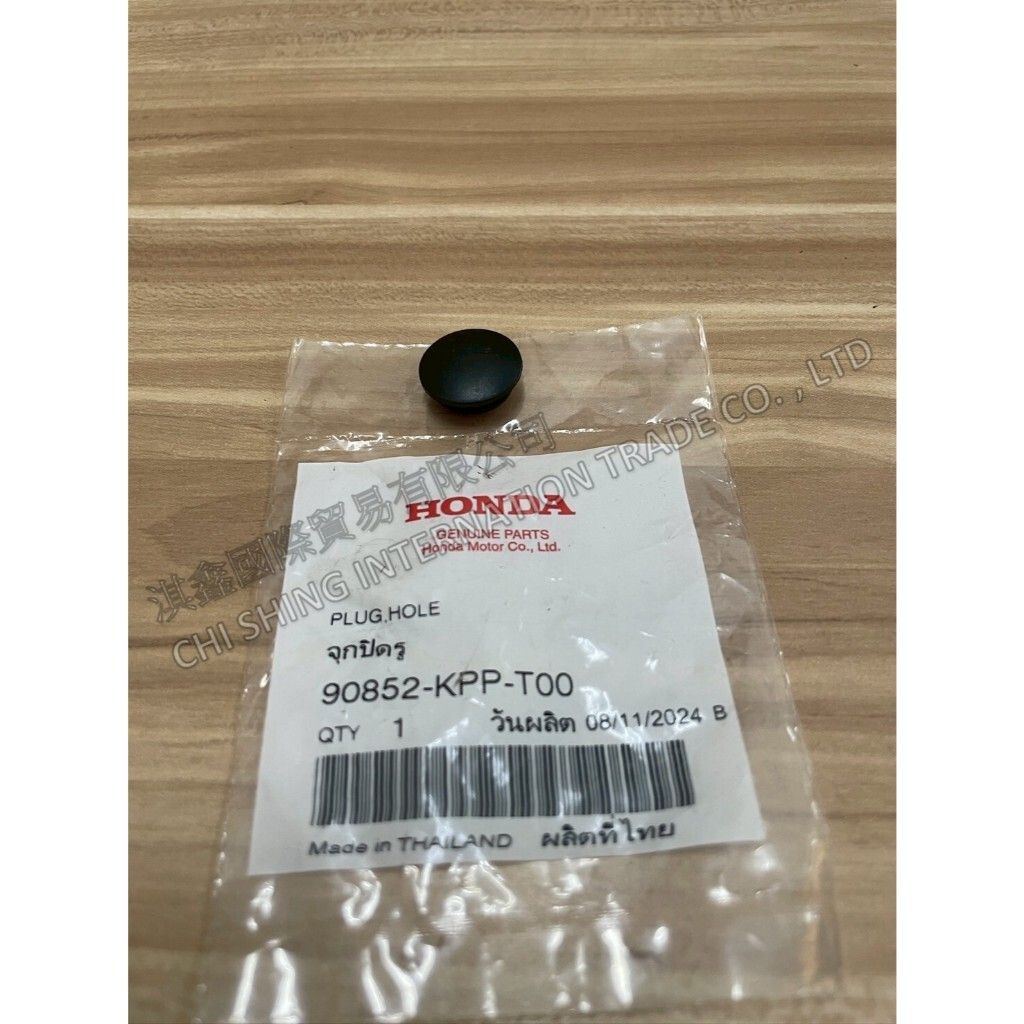 淇鑫國際貿易有限公司
CHI SHING INTERNATION TRADE CO. , LTD
HONDA
GENUINE PARTS
Honda Motor Co., Ltd.
PLUG,HOLE
จุกปิดรู
90852-KPP-T00
QTY 1 วันผลิต 08/11/2024 B
Made in THAILAND ผลิตที่ไทย